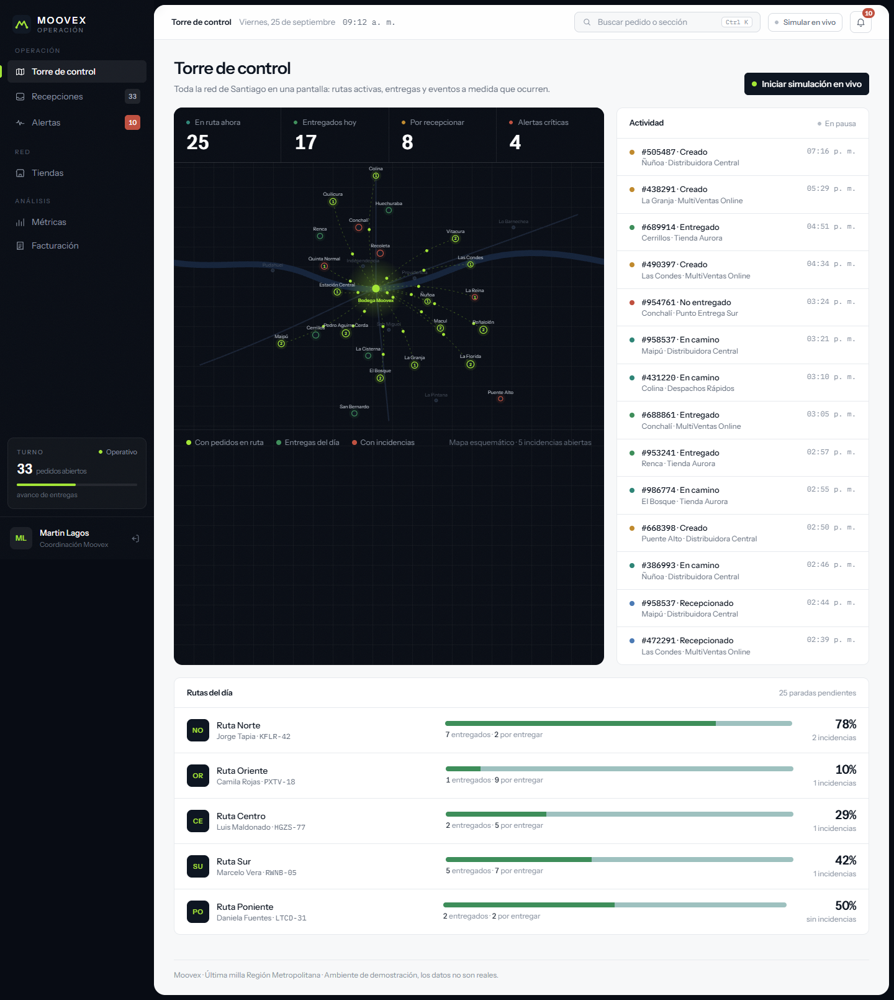 MOOVEX
OPERACIÓN
OPERACIÓN
Torre de control
Recepciones 33
Alertas 10
RED
Tiendas
ANÁLISIS
Métricas
Facturación
TURNO Operativo
33 pedidos abiertos
avance de entregas
ML Martin Lagos
Coordinación Moovex
Torre de control Viernes, 25 de septiembre 09:12 a. m.
Buscar pedido o sección Ctrl K
Simular en vivo
10
Torre de control
Toda la red de Santiago en una pantalla: rutas activas, entregas y eventos a medida que ocurren.
Iniciar simulación en vivo
En ruta ahora
25
Entregados hoy
17
Por recepcionar
8
Alertas críticas
4
Colina
1
Quilicura
1
Huechuraba
Conchalí
Lo Barnechea
Renca
Vitacura
2
Recoleta
Quinta Normal
1
Independencia
Las Condes
1
Pudahuel
Providencia
Estación Central
1
Bodega Moovex
Ñuñoa
1
La Reina
1
Cerrillos
Pedro Aguirre Cerda
2
San Miguel
Macul
2
Peñalolén
2
Maipú
2
La Cisterna
La Granja
1
La Florida
2
El Bosque
2
La Pintana
Puente Alto
San Bernardo
Con pedidos en ruta Entregas del día Con incidencias Mapa esquemático · 5 incidencias abiertas
Actividad En pausa
#505487 · Creado 07:16 p. m.
Ñuñoa · Distribuidora Central
#438291 · Creado 05:29 p. m.
La Granja · MultiVentas Online
#689914 · Entregado 04:51 p. m.
Cerrillos · Tienda Aurora
#490397 · Creado 04:34 p. m.
Las Condes · MultiVentas Online
#954761 · No entregado 03:24 p. m.
Conchalí · Punto Entrega Sur
#958537 · En camino 03:21 p. m.
Maipú · Distribuidora Central
#431220 · En camino 03:10 p. m.
Colina · Despachos Rápidos
#688861 · Entregado 03:05 p. m.
Conchalí · MultiVentas Online
#953241 · Entregado 02:57 p. m.
Renca · Tienda Aurora
#986774 · En camino 02:55 p. m.
El Bosque · Tienda Aurora
#668398 · Creado 02:50 p. m.
Puente Alto · Distribuidora Central
#386993 · En camino 02:46 p. m.
Ñuñoa · Distribuidora Central
#958537 · Recepcionado 02:44 p. m.
Maipú · Distribuidora Central
#472291 · Recepcionado 02:39 p. m.
Las Condes · MultiVentas Online
Rutas del día 25 paradas pendientes
NO Ruta Norte 78%
Jorge Tapia · KFLR-42 7 entregados · 2 por entregar 2 incidencias
OR Ruta Oriente 10%
Camila Rojas · PXTV-18 1 entregados · 9 por entregar 1 incidencias
CE Ruta Centro 29%
Luis Maldonado · HGZS-77 2 entregados · 5 por entregar 1 incidencias
SU Ruta Sur 42%
Marcelo Vera · RWNB-05 5 entregados · 7 por entregar 1 incidencias
PO Ruta Poniente 50%
Daniela Fuentes · LTCD-31 2 entregados · 2 por entregar sin incidencias
Moovex · Última milla Región Metropolitana · Ambiente de demostración, los datos no son reales.